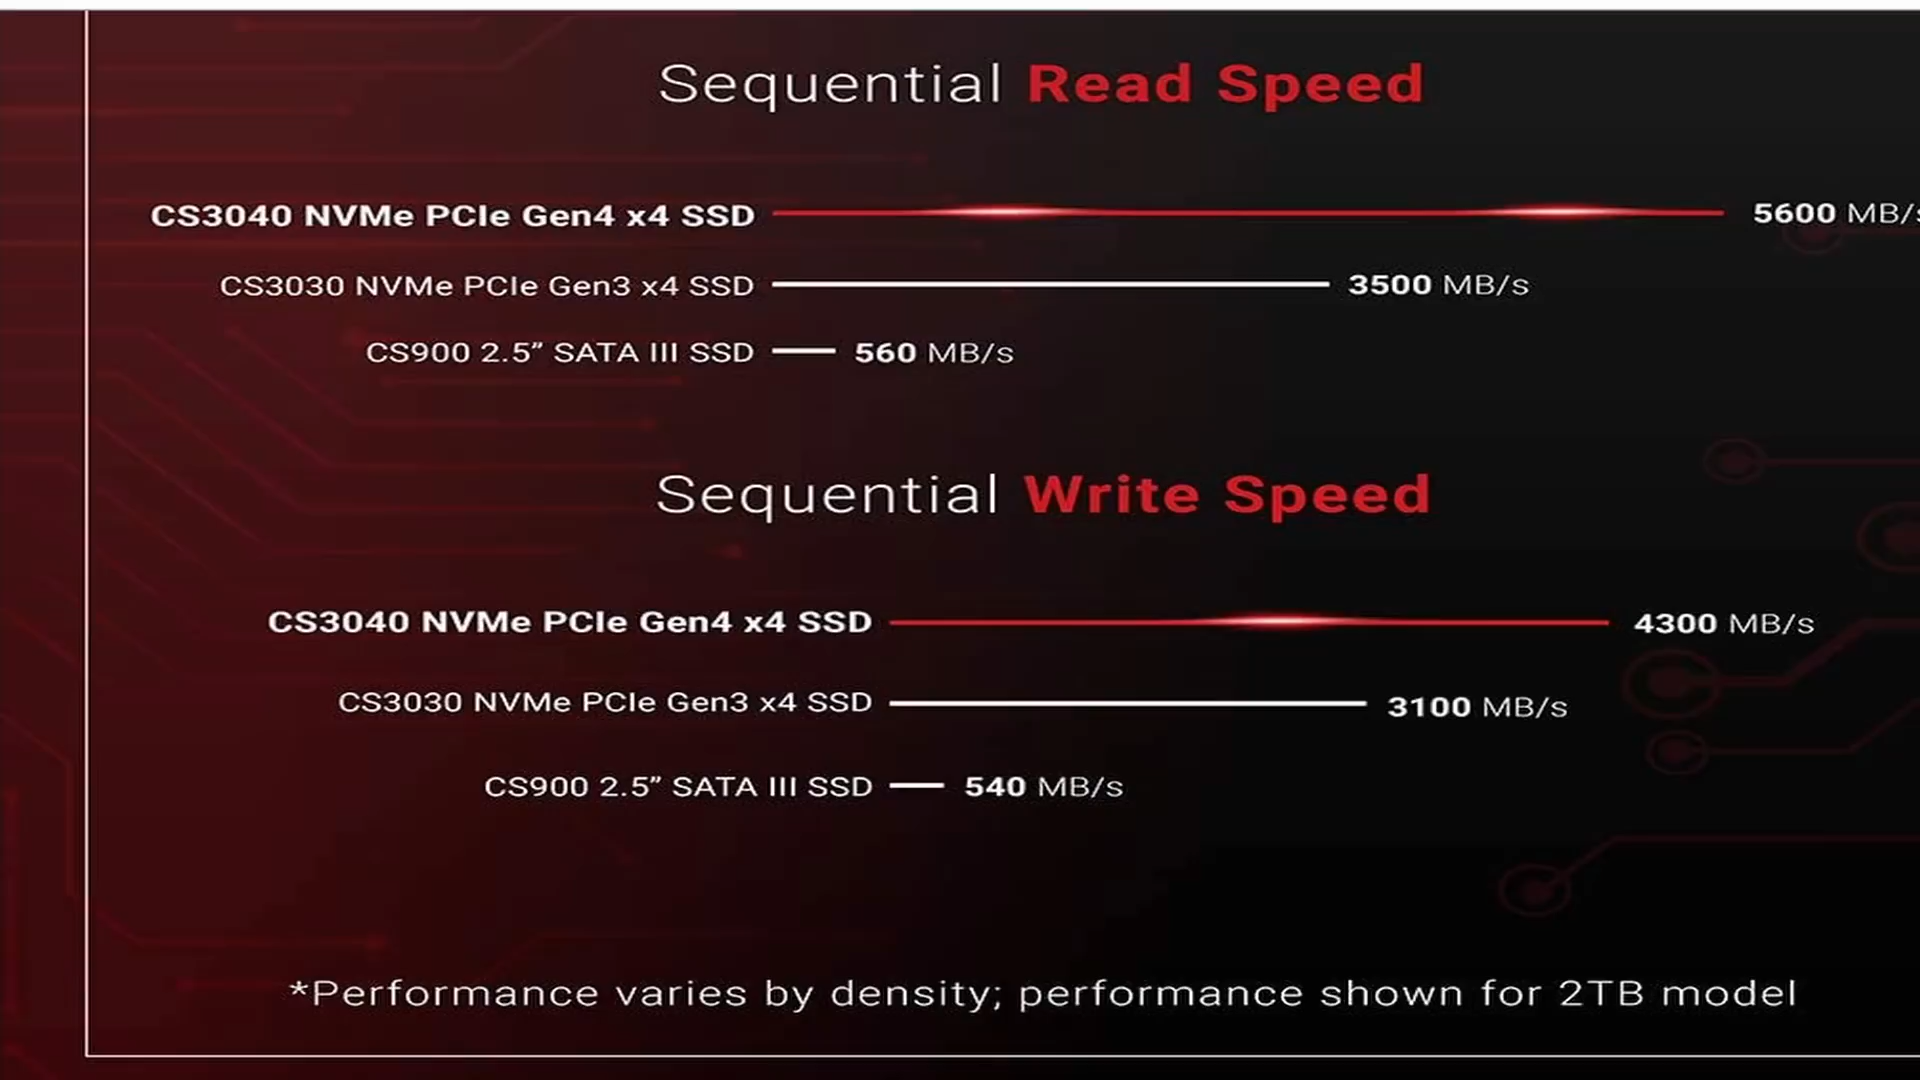 Sequential Read Speed
CS3040 NVMe PCIe Gen4 x4 SSD 5600 MB/s
CS3030 NVMe PCIe Gen3 x4 SSD 3500 MB/s
CS900 2.5” SATA III SSD 560 MB/s
Sequential Write Speed
CS3040 NVMe PCIe Gen4 x4 SSD 4300 MB/s
CS3030 NVMe PCIe Gen3 x4 SSD 3100 MB/s
CS900 2.5” SATA III SSD 540 MB/s
*Performance varies by density; performance shown for 2TB model